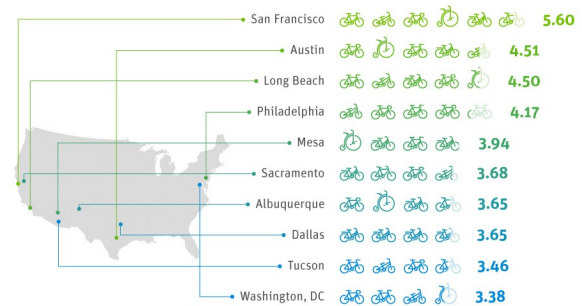 San Francisco 5.60
Austin 4.51
Long Beach 4.50
Philadelphia 4.17
Mesa 3.94
Sacramento 3.68
Albuquerque 3.65
Dallas 3.65
Tucson 3.46
Washington, DC 3.38